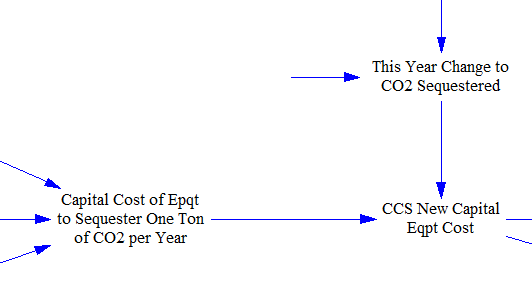 This Year Change to
CO2 Sequestered
Capital Cost of Epqt
to Sequester One Ton
of CO2 per Year
CCS New Capital
Eqpt Cost